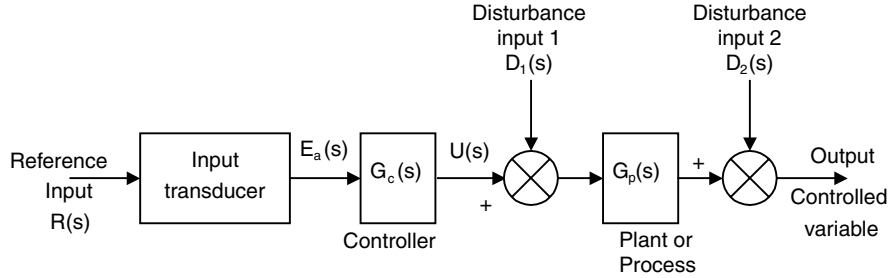 Disturbance
input 1
D₁(s)
Disturbance
input 2
D₂(s)
Reference
Input
R(s)
Input
transducer
Eₐ(s)
G꜀(s)
Controller
U(s)
+
Gₚ(s)
Plant or
Process
+
Output
Controlled
variable